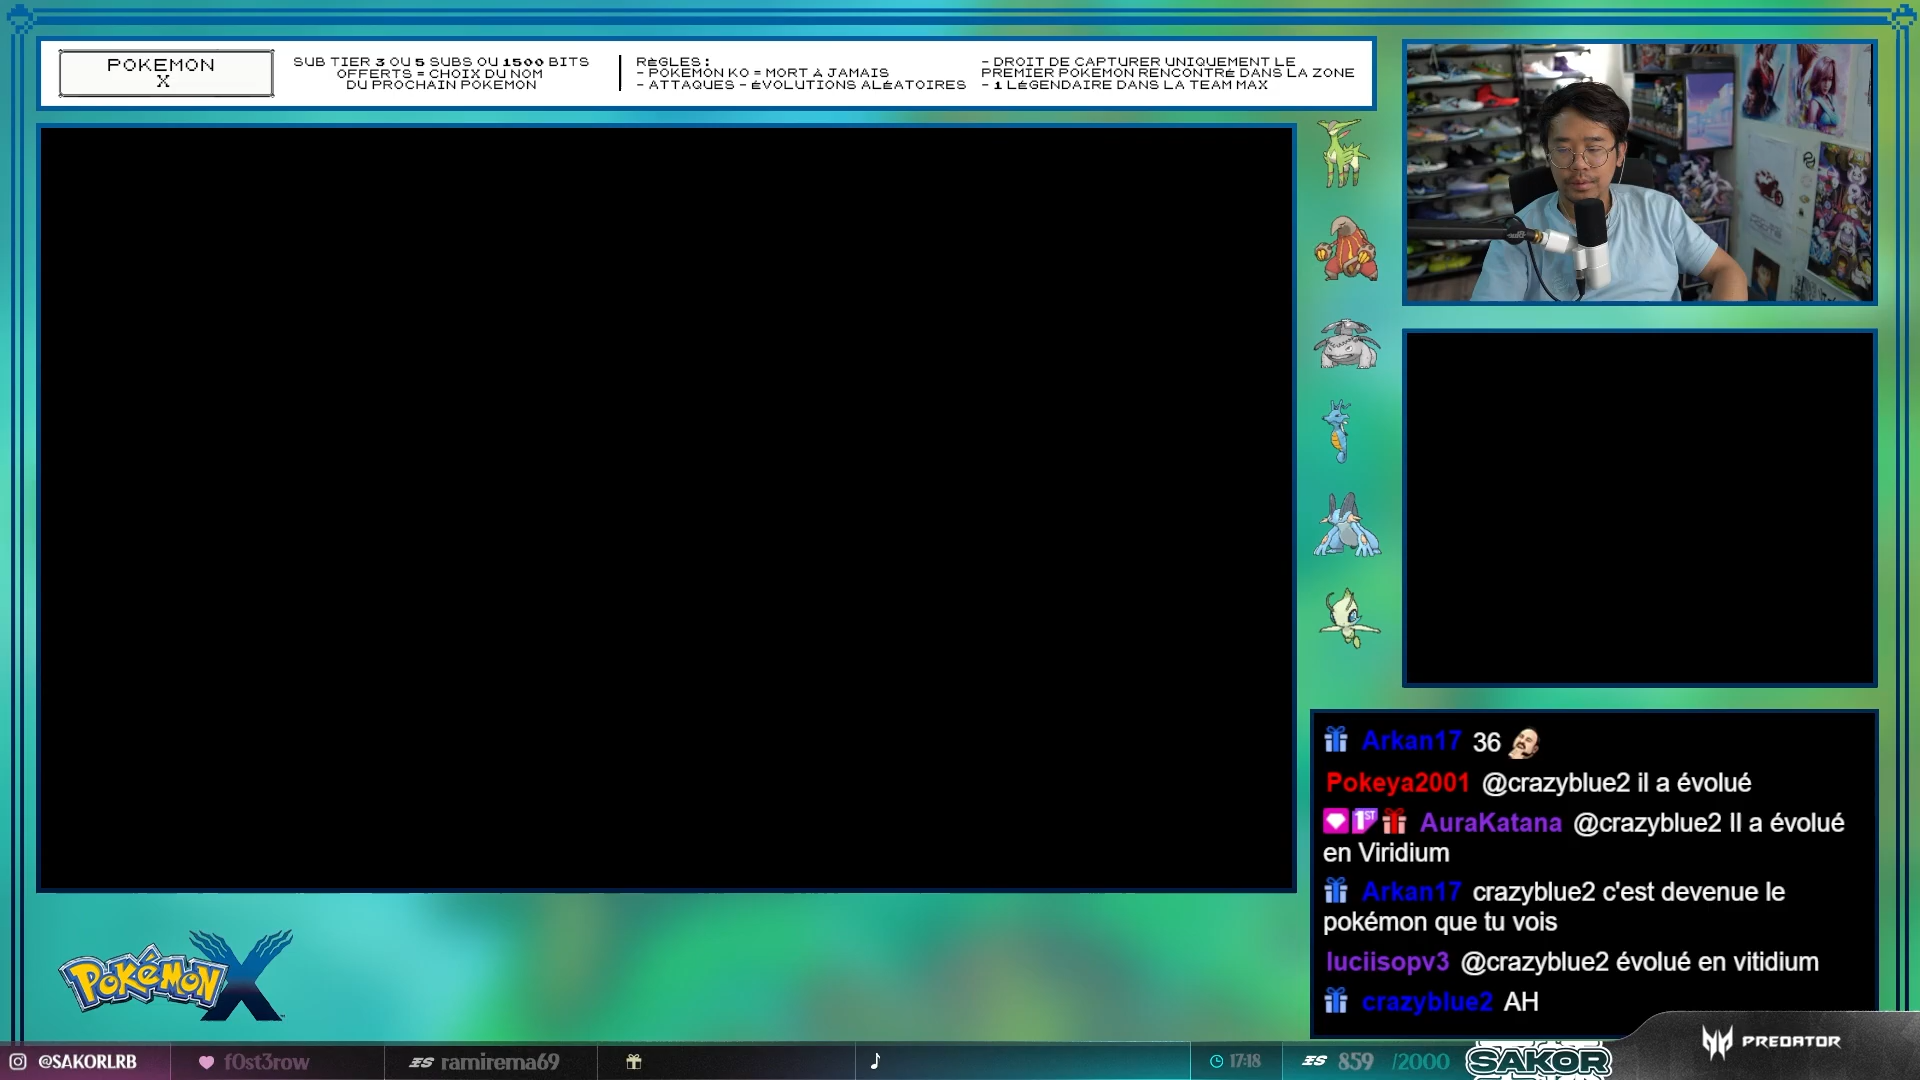 POKEMON
X
SUB TIER 3 OU 5 SUBS OU 1500 BITS
OFFERTS = CHOIX DU NOM
DU PROCHAIN POKEMON
RÈGLES :
- POKEMON KO = MORT À JAMAIS
- ATTAQUES - ÉVOLUTIONS ALÉATOIRES
- DROIT DE CAPTURER UNIQUEMENT LE
PREMIER POKEMON RENCONTRÉ DANS LA ZONE
- 1 LÉGENDAIRE DANS LA TEAM MAX
Arkan17 36
Pokeya2001 @crazyblue2 il a évolué
1ST AuraKatana @crazyblue2 Il a évolué
en Viridium
Arkan17 crazyblue2 c'est devenue le
pokémon que tu vois
luciisopv3 @crazyblue2 évolué en vitidium
crazyblue2 AH
POKÉMON X
@SAKORLRB
f0st3row
ramirema69
17:18
859 /2000
SAKOR
PREDATOR